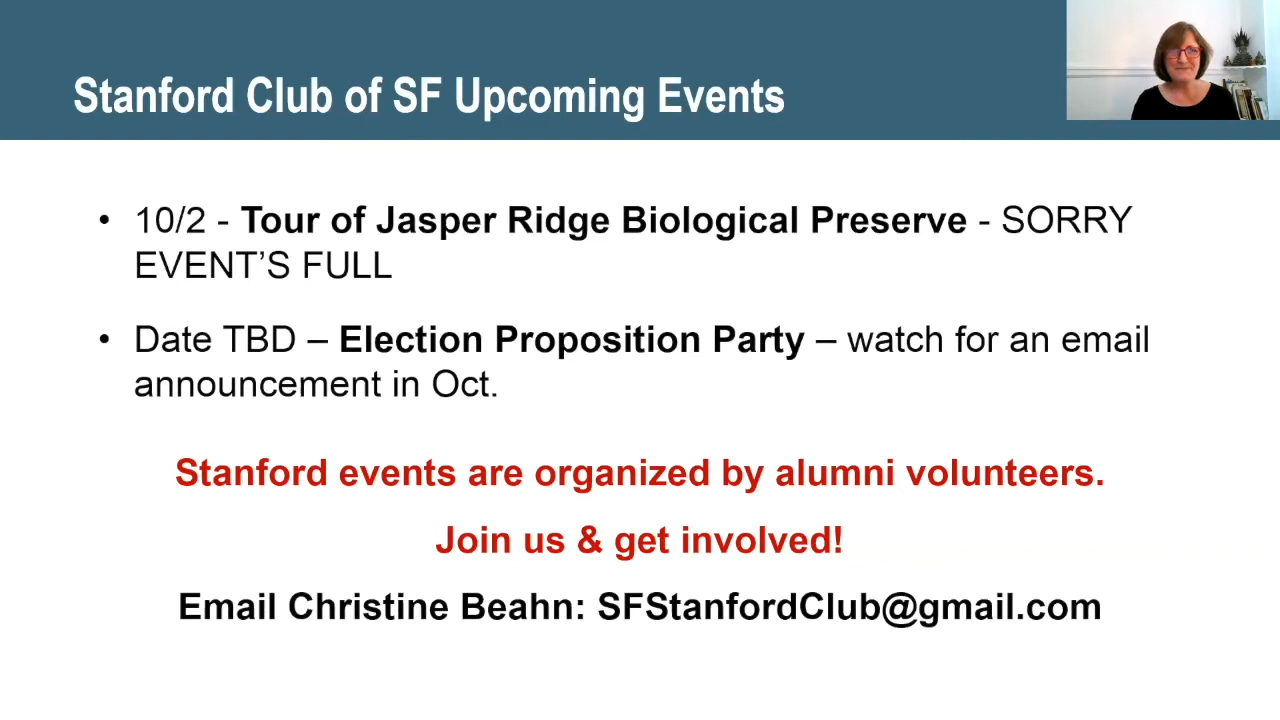 Stanford Club of SF Upcoming Events
• 10/2 - Tour of Jasper Ridge Biological Preserve - SORRY
EVENT’S FULL
• Date TBD – Election Proposition Party – watch for an email
announcement in Oct.
Stanford events are organized by alumni volunteers.
Join us & get involved!
Email Christine Beahn: SFStanfordClub@gmail.com